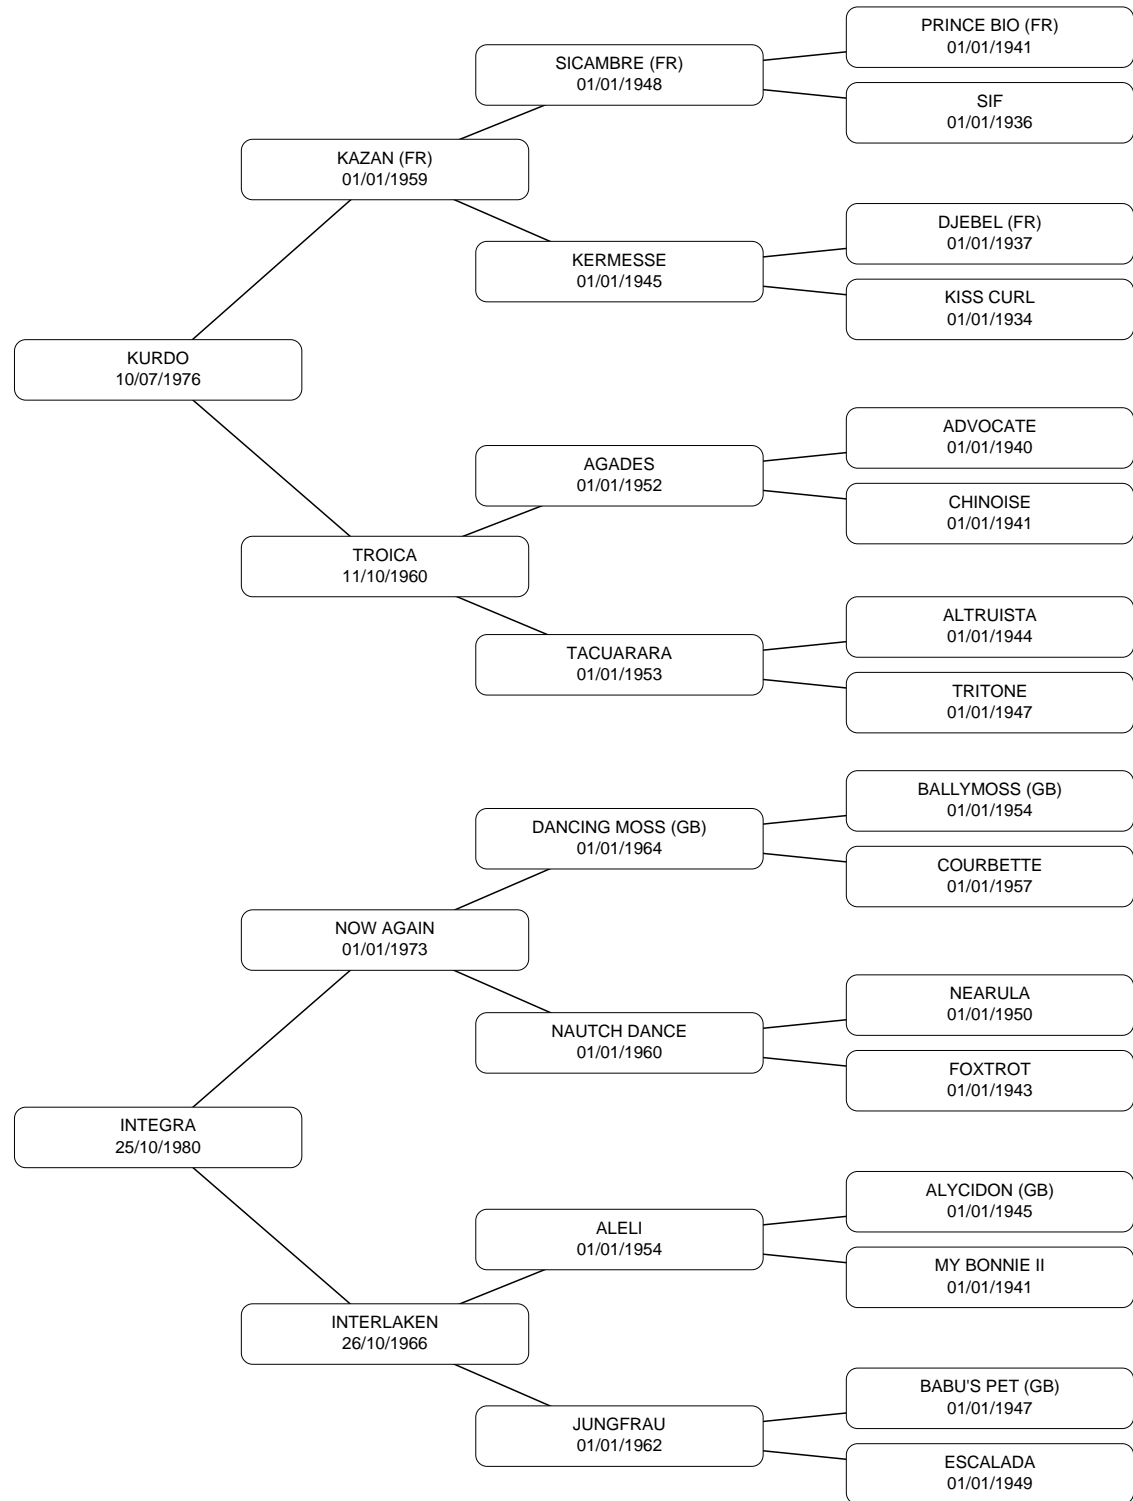 PRINCE BIO (FR)
01/01/1941
SICAMBRE (FR)
01/01/1948
SIF
01/01/1936
KAZAN (FR)
01/01/1959
DJEBEL (FR)
01/01/1937
KERMESSE
01/01/1945
KISS CURL
01/01/1934
KURDO
10/07/1976
ADVOCATE
01/01/1940
AGADES
01/01/1952
CHINOISE
01/01/1941
TROICA
11/10/1960
ALTRUISTA
01/01/1944
TACUARARA
01/01/1953
TRITONE
01/01/1947
BALLYMOSS (GB)
01/01/1954
DANCING MOSS (GB)
01/01/1964
COURBETTE
01/01/1957
NOW AGAIN
01/01/1973
NEARULA
01/01/1950
NAUTCH DANCE
01/01/1960
FOXTROT
01/01/1943
INTEGRA
25/10/1980
ALYCIDON (GB)
01/01/1945
ALELI
01/01/1954
MY BONNIE II
01/01/1941
INTERLAKEN
26/10/1966
BABU'S PET (GB)
01/01/1947
JUNGFRAU
01/01/1962
ESCALADA
01/01/1949